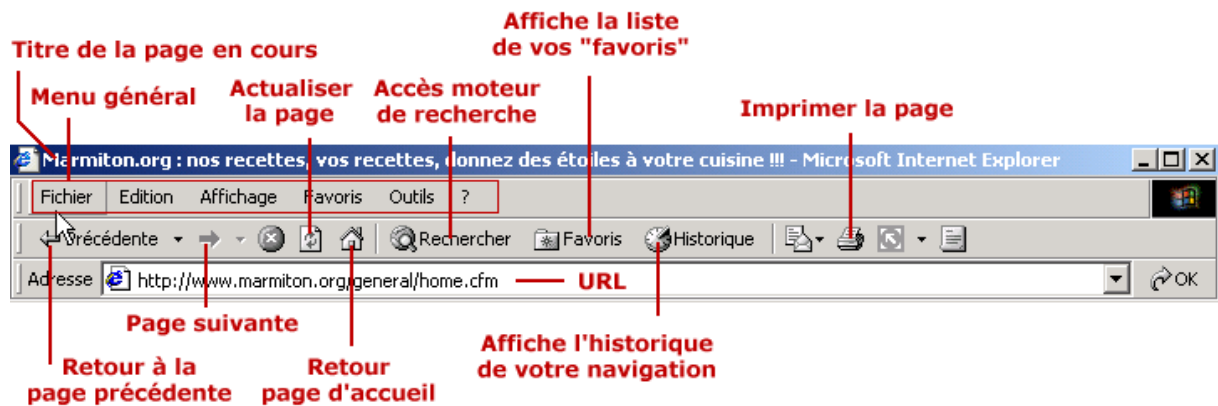 Affiche la liste
de vos "favoris"
Titre de la page en cours
Menu général
Actualiser
la page
Accès moteur
de recherche
Imprimer la page
Marmiton.org : nos recettes, vos recettes, donnez des étoiles à votre cuisine !!! - Microsoft Internet Explorer
Fichier Edition Affichage Favoris Outils ?
Précédente Rechercher Favoris Historique
Adresse http://www.marmiton.org/general/home.cfm URL OK
Page suivante
Affiche l'historique
de votre navigation
Retour à la
page précédente
Retour
page d'accueil